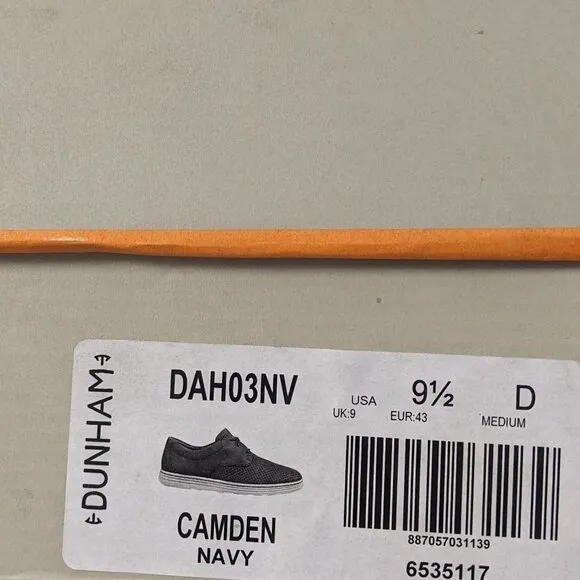 DUNHAM
DAH03NV
CAMDEN
NAVY
USA 9½ D
UK:9 EUR:43 MEDIUM
887057031139
6535117